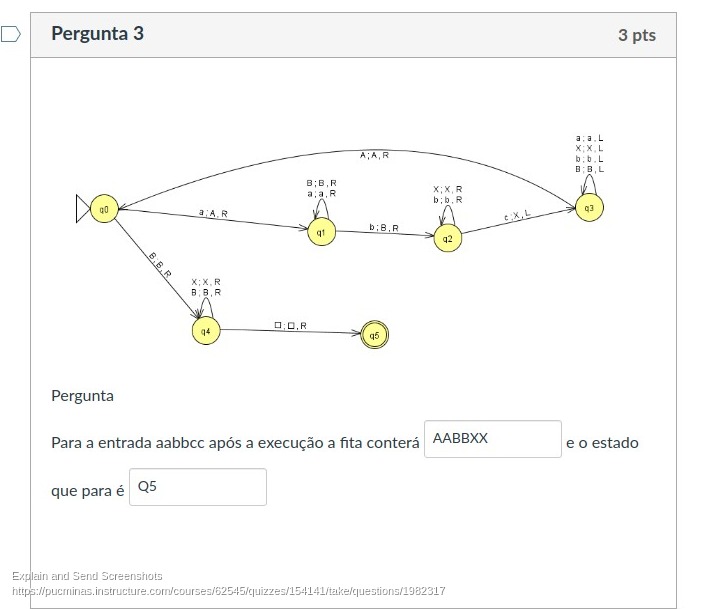 Pergunta 3
3 pts
a ; a , L
X ; X , L
b ; b , L
B ; B , L
A ; A , R
B ; B , R
a ; a , R
X ; X , R
b ; b , R
q0
a ; A , R
q1
b ; B , R
q2
c ; X , L
q3
B ; B , R
X ; X , R
B ; B , R
q4
□ ; □ , R
q5
Pergunta
Para a entrada aabbcc após a execução a fita conterá AABBXX e o estado
que para é Q5
Explain and Send Screenshots
https://pucminas.instructure.com/courses/62545/quizzes/154141/take/questions/1982317